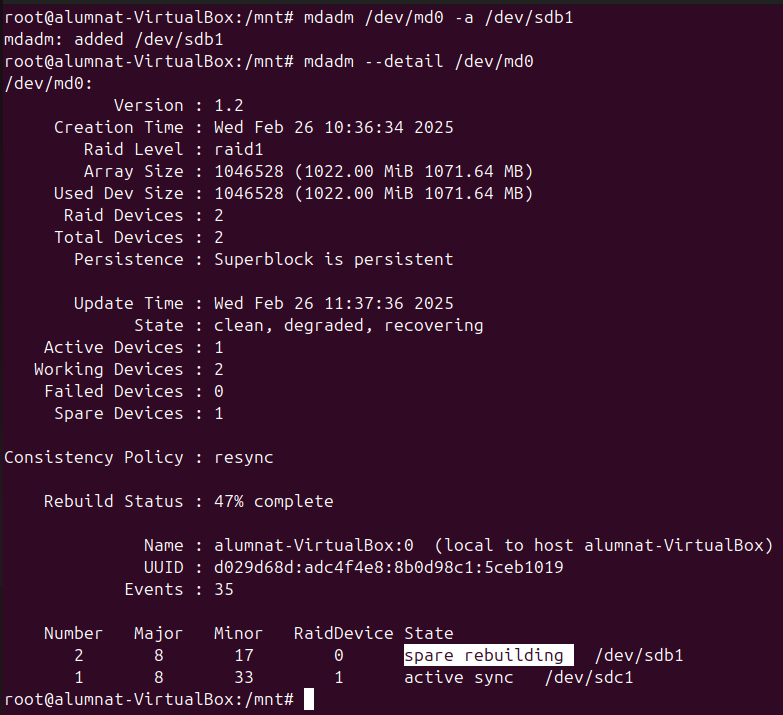 root@alumnat-VirtualBox:/mnt# mdadm /dev/md0 -a /dev/sdb1
mdadm: added /dev/sdb1
root@alumnat-VirtualBox:/mnt# mdadm --detail /dev/md0
/dev/md0:
           Version : 1.2
     Creation Time : Wed Feb 26 10:36:34 2025
        Raid Level : raid1
        Array Size : 1046528 (1022.00 MiB 1071.64 MB)
     Used Dev Size : 1046528 (1022.00 MiB 1071.64 MB)
      Raid Devices : 2
     Total Devices : 2
       Persistence : Superblock is persistent

       Update Time : Wed Feb 26 11:37:36 2025
             State : clean, degraded, recovering
    Active Devices : 1
   Working Devices : 2
    Failed Devices : 0
     Spare Devices : 1

Consistency Policy : resync

    Rebuild Status : 47% complete

              Name : alumnat-VirtualBox:0  (local to host alumnat-VirtualBox)
              UUID : d029d68d:adc4f4e8:8b0d98c1:5ceb1019
            Events : 35

    Number   Major   Minor   RaidDevice State
       2       8       17        0      spare rebuilding   /dev/sdb1
       1       8       33        1      active sync   /dev/sdc1
root@alumnat-VirtualBox:/mnt#